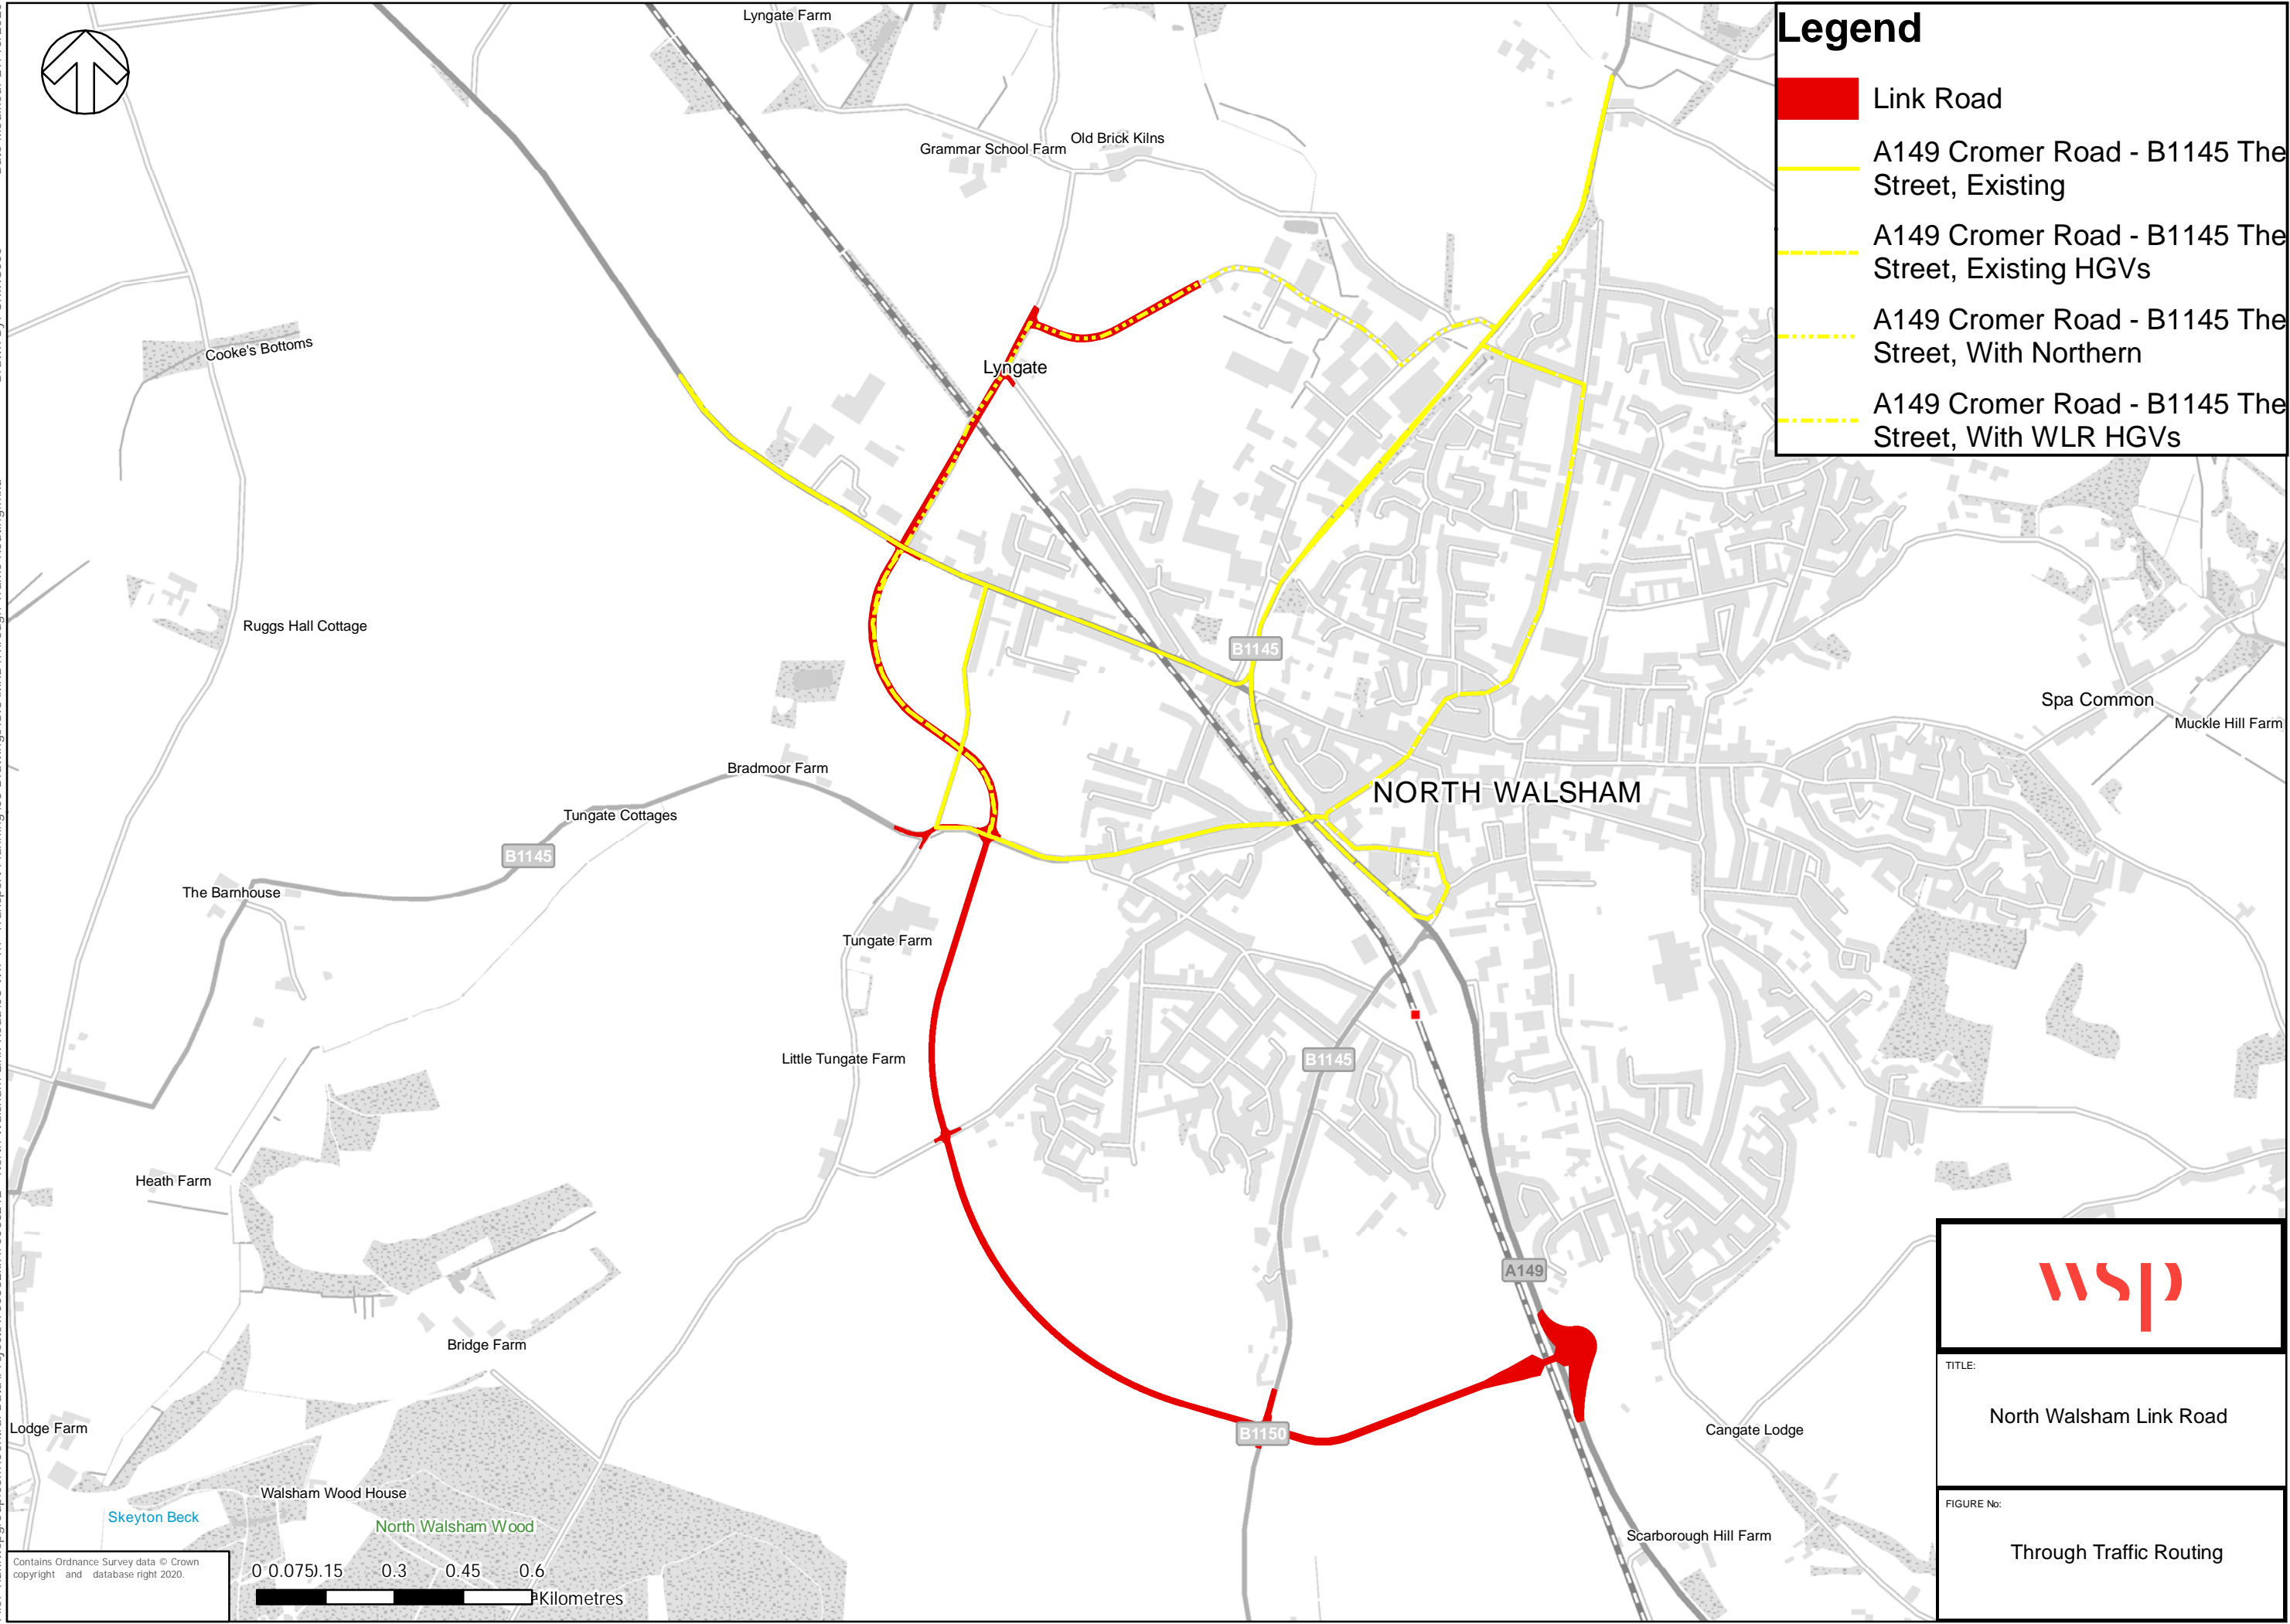 Legend
Link Road
A149 Cromer Road - B1145 The
Street, Existing
A149 Cromer Road - B1145 The
Street, Existing HGVs
A149 Cromer Road - B1145 The
Street, With Northern
A149 Cromer Road - B1145 The
Street, With WLR HGVs
Lyngate Farm
Grammar School Farm
Old Brick Kilns
Cooke's Bottoms
Lyngate
Ruggs Hall Cottage
B1145
Spa Common
Muckle Hill Farm
Bradmoor Farm
NORTH WALSHAM
Tungate Cottages
B1145
The Barnhouse
Tungate Farm
Little Tungate Farm
B1145
Heath Farm
A149
Bridge Farm
Lodge Farm
B1150
Cangate Lodge
Walsham Wood House
Skeyton Beck
North Walsham Wood
Scarborough Hill Farm
wsp
TITLE:
North Walsham Link Road
FIGURE No:
Through Traffic Routing
Contains Ordnance Survey data © Crown
copyright and database right 2020.
0 0.075 0.15 0.3 0.45 0.6
Kilometres